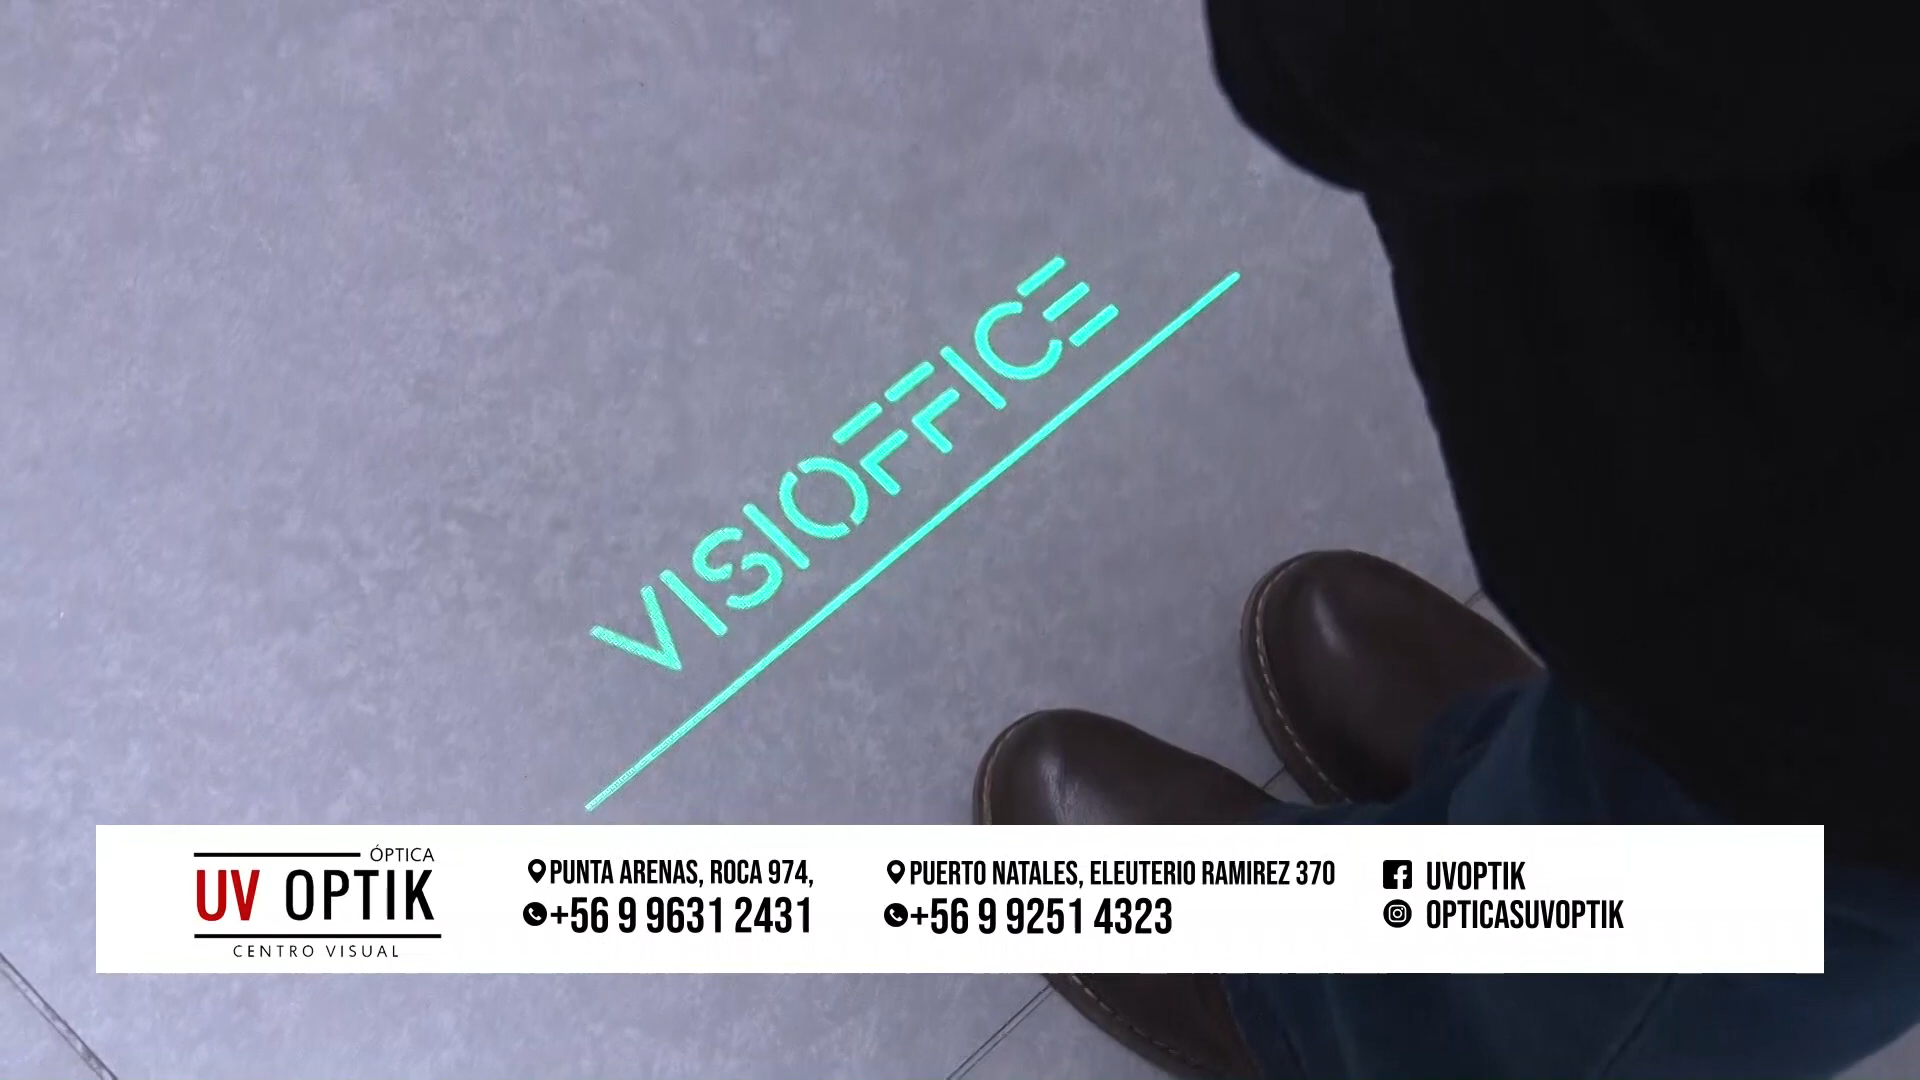 VISIOFFICE
ÓPTICA
UV OPTIK
CENTRO VISUAL
PUNTA ARENAS, ROCA 974,
+56 9 9631 2431
PUERTO NATALES, ELEUTERIO RAMIREZ 370
+56 9 9251 4323
UVOPTIK
OPTICASUVOPTIK